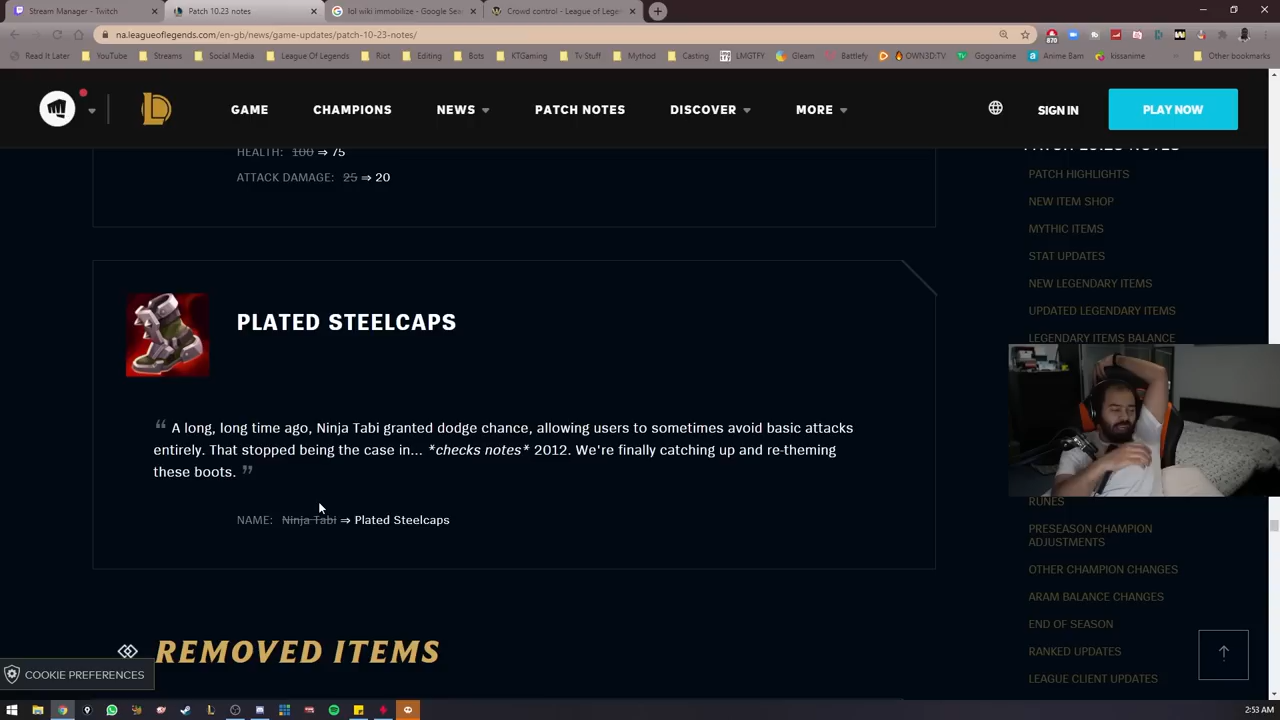 Stream Manager - Twitch
Patch 10.23 notes
lol wiki immobilize - Google Sea
Crowd control - League of Legen
na.leagueoflegends.com/en-gb/news/game-updates/patch-10-23-notes/
870
Read It Later
YouTube
Streams
Social Media
League Of Legends
Riot
Editing
Bots
KTGaming
Tv Stuff
Mythod
Casting
LMGTFY
Gleam
Battlefy
OWN3D:TV
Gogoanime
Anime Bam
kissanime
Other bookmarks
GAME
CHAMPIONS
NEWS
PATCH NOTES
DISCOVER
MORE
SIGN IN
PLAY NOW
HEALTH: 100 ⇒ 75
ATTACK DAMAGE: 25 ⇒ 20
PLATED STEELCAPS
“ A long, long time ago, Ninja Tabi granted dodge chance, allowing users to sometimes avoid basic attacks
entirely. That stopped being the case in... *checks notes* 2012. We're finally catching up and re-theming
these boots. ”
NAME: Ninja Tabi ⇒ Plated Steelcaps
REMOVED ITEMS
COOKIE PREFERENCES
PATCH HIGHLIGHTS
NEW ITEM SHOP
MYTHIC ITEMS
STAT UPDATES
NEW LEGENDARY ITEMS
UPDATED LEGENDARY ITEMS
LEGENDARY ITEMS BALANCE
RUNES
PRESEASON CHAMPION
ADJUSTMENTS
OTHER CHAMPION CHANGES
ARAM BALANCE CHANGES
END OF SEASON
RANKED UPDATES
LEAGUE CLIENT UPDATES
2:53 AM